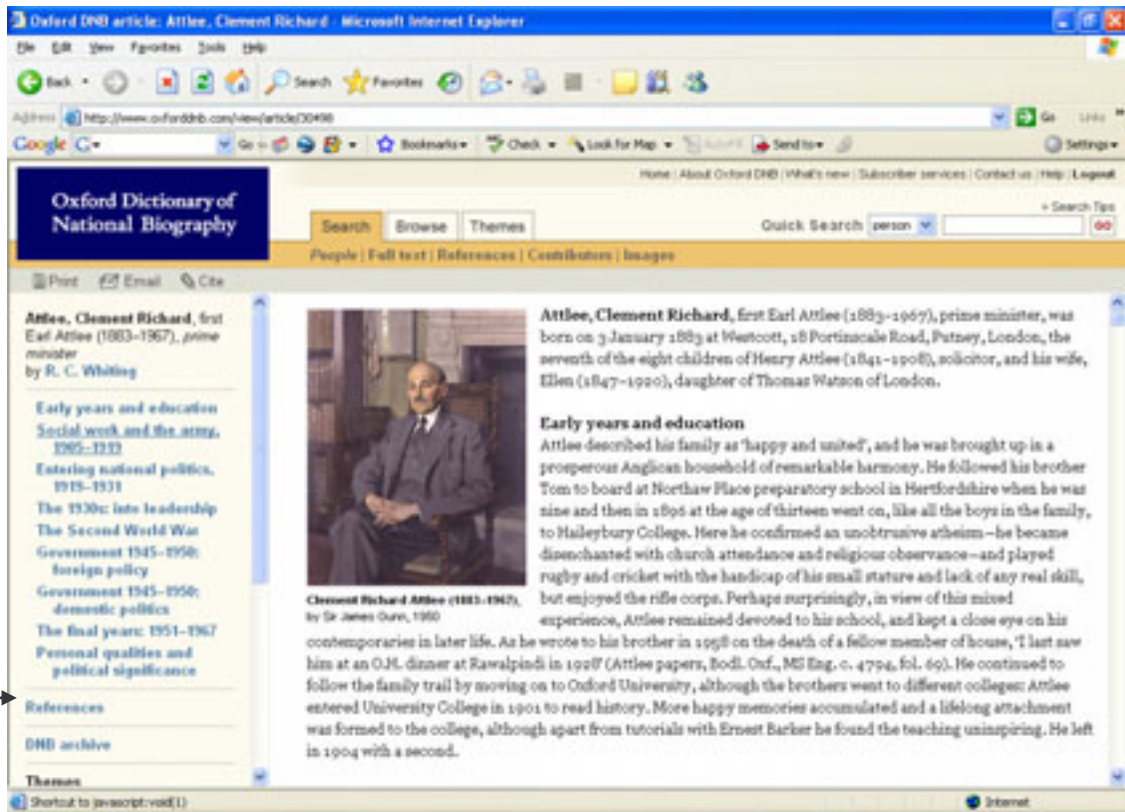 Oxford DNB article: Attlee, Clement Richard - Microsoft Internet Explorer
File Edit View Favorites Tools Help
Back Search Favorites
Address http://www.oxforddnb.com/view/article/30498 Go Links »
Google G Go Bookmarks Check Look for Map Send to Settings
Home | About Oxford DNB | What's new | Subscriber services | Contact us | Help | Logout
Oxford Dictionary of
National Biography
+ Search Tips
Search Browse Themes Quick Search person GO
People | Full text | References | Contributors | Images
Print Email Cite
Attlee, Clement Richard, first
Earl Attlee (1883–1967), prime
minister
by R. C. Whiting
Early years and education
Social work and the army,
1905–1919
Entering national politics,
1919–1931
The 1930s: into leadership
The Second World War
Government 1945–1950:
foreign policy
Government 1945–1950:
domestic politics
The final years: 1951–1967
Personal qualities and
political significance
References
DNB archive
Themes
Clement Richard Attlee (1883–1967),
by Sir James Gunn, 1950
Attlee, Clement Richard, first Earl Attlee (1883–1967), prime minister, was
born on 3 January 1883 at Westcott, 18 Portinscale Road, Putney, London, the
seventh of the eight children of Henry Attlee (1841–1908), solicitor, and his wife,
Ellen (1847–1920), daughter of Thomas Watson of London.
Early years and education
Attlee described his family as 'happy and united', and he was brought up in a
prosperous Anglican household of remarkable harmony. He followed his brother
Tom to board at Northaw Place preparatory school in Hertfordshire when he was
nine and then in 1896 at the age of thirteen went on, like all the boys in the family,
to Haileybury College. Here he confirmed an unobtrusive atheism—he became
disenchanted with church attendance and religious observance—and played
rugby and cricket with the handicap of his small stature and lack of any real skill,
but enjoyed the rifle corps. Perhaps surprisingly, in view of this mixed
experience, Attlee remained devoted to his school, and kept a close eye on his
contemporaries in later life. As he wrote to his brother in 1958 on the death of a fellow member of house, 'I last saw
him at an O.H. dinner at Rawalpindi in 1928' (Attlee papers, Bodl. Oxf., MS Eng. c. 4794, fol. 69). He continued to
follow the family trail by moving on to Oxford University, although the brothers went to different colleges: Attlee
entered University College in 1901 to read history. More happy memories accumulated and a lifelong attachment
was formed to the college, although apart from tutorials with Ernest Barker he found the teaching uninspiring. He left
in 1904 with a second.
Shortcut to javascript:void(1) Internet